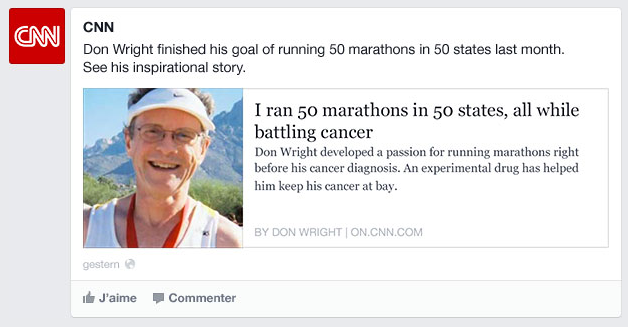 CNN
CNN
Don Wright finished his goal of running 50 marathons in 50 states last month.
See his inspirational story.
I ran 50 marathons in 50 states, all while
battling cancer
Don Wright developed a passion for running marathons right
before his cancer diagnosis. An experimental drug has helped
him keep his cancer at bay.
BY DON WRIGHT | ON.CNN.COM
gestern
J'aime Commenter